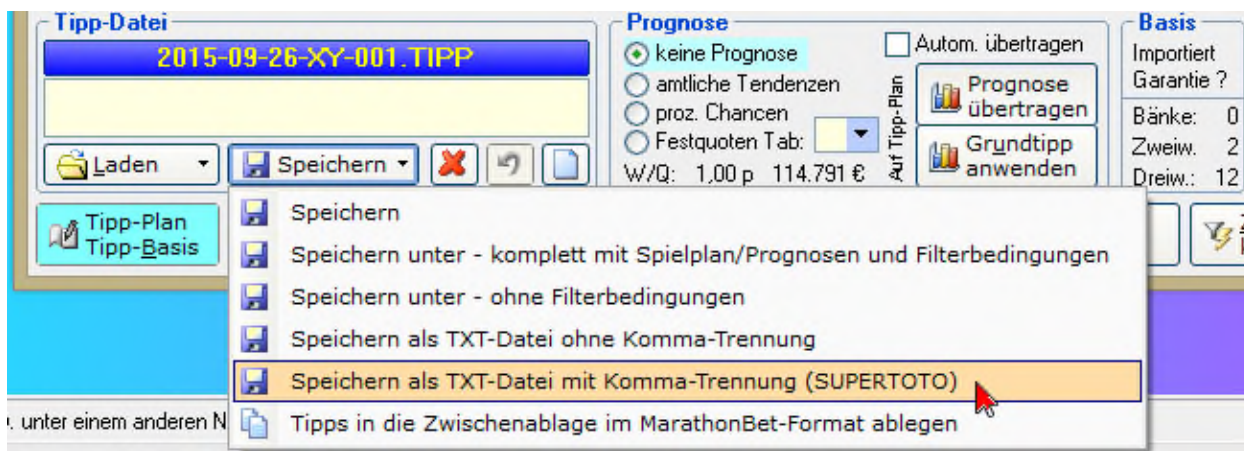 Tipp-Datei
2015-09-26-XY-001.TIPP
Laden
Speichern
Prognose
keine Prognose
amtliche Tendenzen
proz. Chancen
Festquoten Tab:
W/Q: 1,00 p 114.791 €
Autom. übertragen
Auf Tipp-Plan
Prognose
übertragen
Grundtipp
anwenden
Basis
Importiert
Garantie ?
Bänke: 0
Zweiw. 2
Dreiw.: 12
Tipp-Plan
Tipp-Basis
Speichern
Speichern unter - komplett mit Spielplan/Prognosen und Filterbedingungen
Speichern unter - ohne Filterbedingungen
Speichern als TXT-Datei ohne Komma-Trennung
Speichern als TXT-Datei mit Komma-Trennung (SUPERTOTO)
Tipps in die Zwischenablage im MarathonBet-Format ablegen
. unter einem anderen N